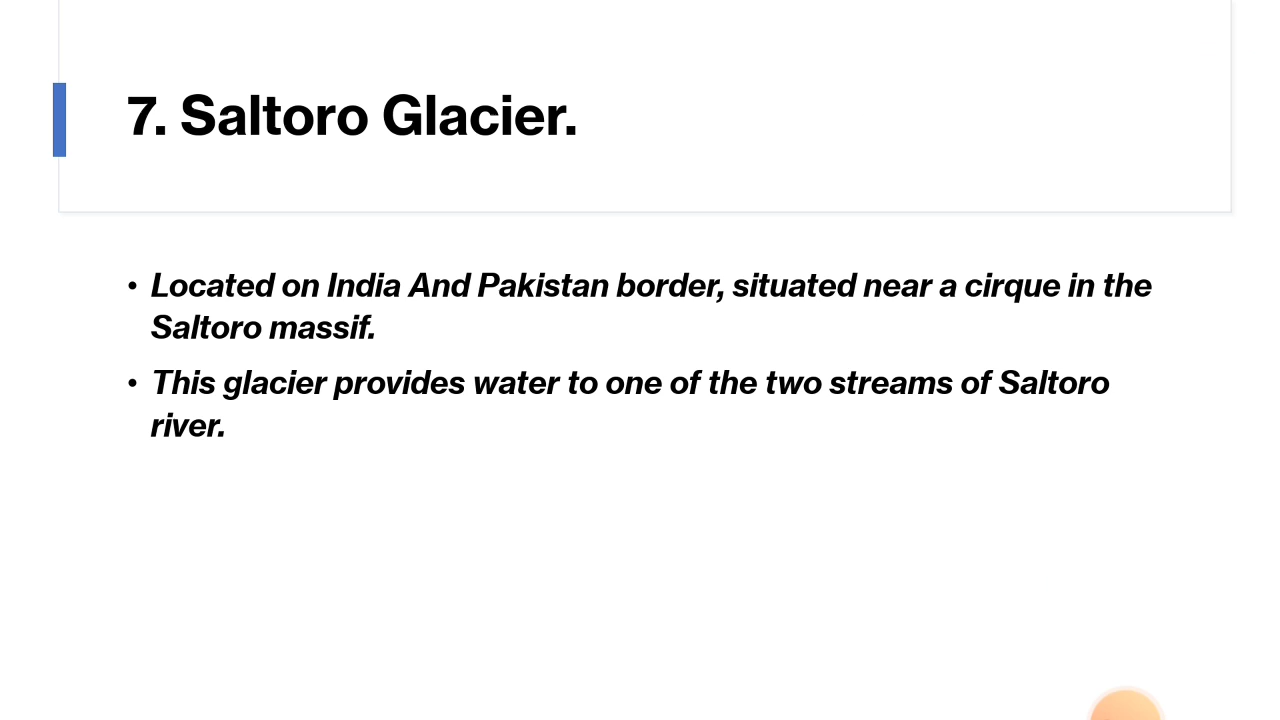 7. Saltoro Glacier.
• Located on India And Pakistan border, situated near a cirque in the
Saltoro massif.
• This glacier provides water to one of the two streams of Saltoro
river.